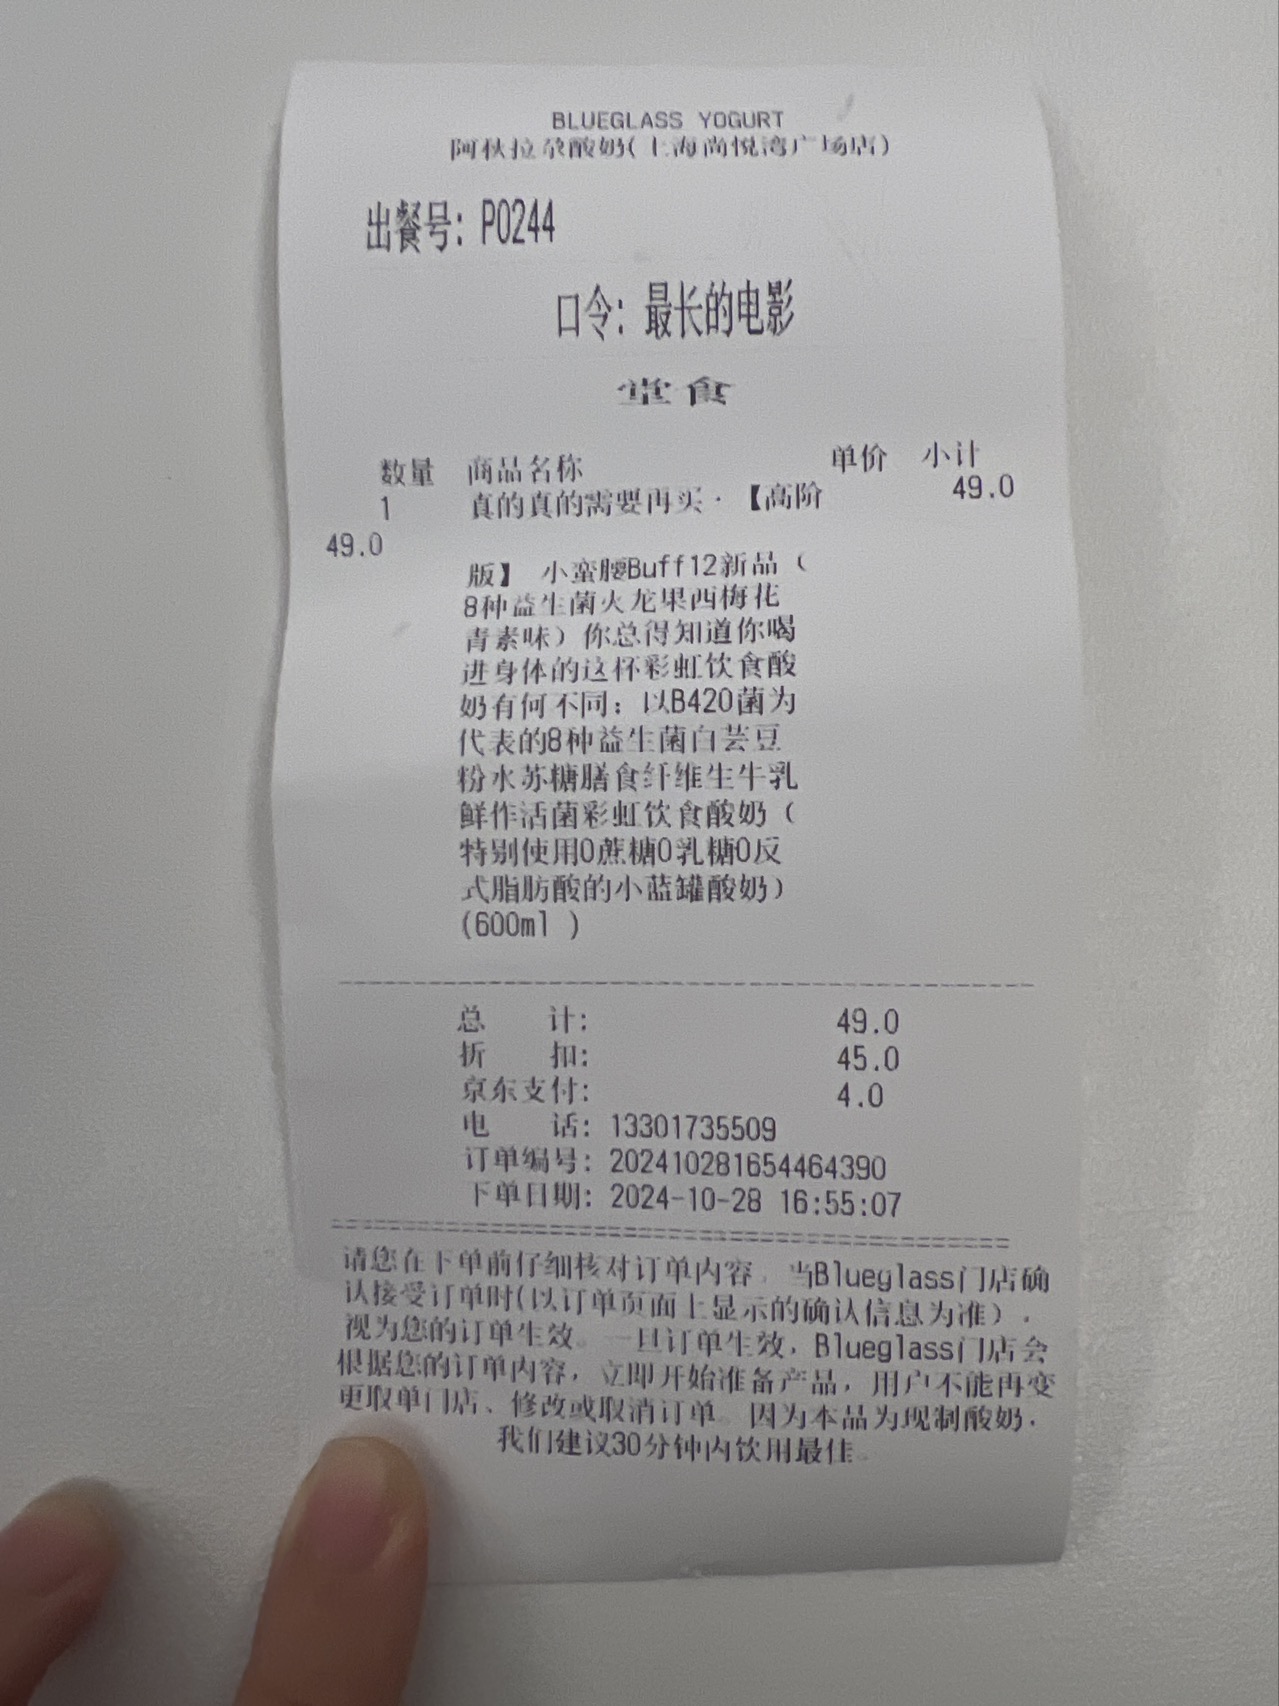 BLUEGLASS YOGURT
阿秋拉尕酸奶(上海尚悦湾广场店)
出餐号: P0244
口令: 最长的电影
堂食
数量 商品名称 单价 小计
1 真的真的需要再买·【高阶 49.0
49.0
版】 小蛮腰Buff12新品（
8种益生菌火龙果西梅花
青素味）你总得知道你喝
进身体的这杯彩虹饮食酸
奶有何不同：以B420菌为
代表的8种益生菌白芸豆
粉水苏糖膳食纤维生牛乳
鲜作活菌彩虹饮食酸奶（
特别使用0蔗糖0乳糖0反
式脂肪酸的小蓝罐酸奶）
(600ml )
总 计: 49.0
折 扣: 45.0
京东支付: 4.0
电 话: 13301735509
订单编号: 202410281654464390
下单日期: 2024-10-28 16:55:07
请您在下单前仔细核对订单内容。当Blueglass门店确
认接受订单时(以订单页面上显示的确认信息为准)，
视为您的订单生效。一旦订单生效，Blueglass门店会
根据您的订单内容，立即开始准备产品，用户不能再变
更取单门店、修改或取消订单。因为本品为现制酸奶，
我们建议30分钟内饮用最佳。